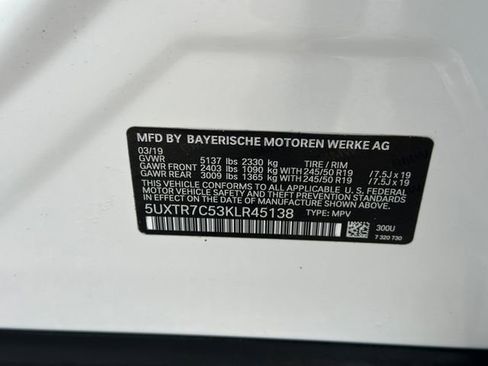 MFD BY BAYERISCHE MOTOREN WERKE AG
03/19
GVWR 5137 lbs 2330 kg TIRE / RIM
GAWR FRONT 2403 lbs 1090 kg WITH 245/50 R19 / 7.5J x 19
GAWR REAR 3009 lbs 1365 kg WITH 245/50 R19 / 7.5J x 19
THIS VEHICLE CONFORMS TO ALL APPLICABLE U.S. FEDERAL
MOTOR VEHICLE SAFETY STANDARDS IN EFFECT ON THE
DATE OF MANUFACTURE SHOWN ABOVE.
5UXTR7C53KLR45138 TYPE: MPV
300U
7 320 730